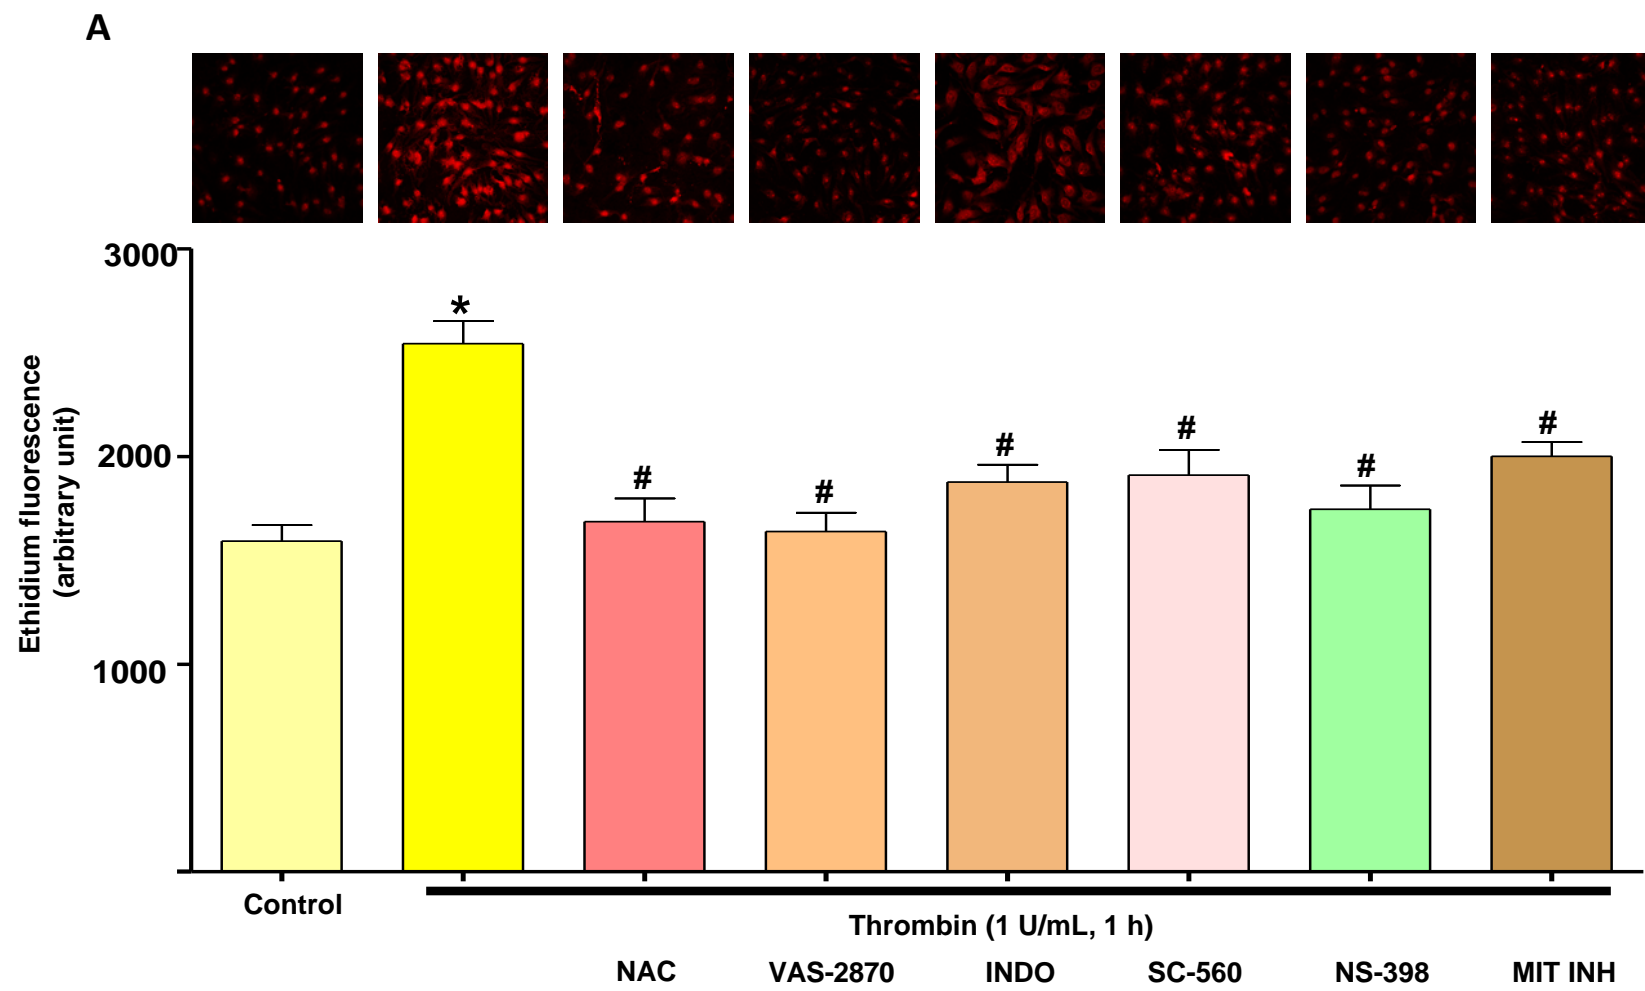 A
3000
2000
1000
Ethidium fluorescence
(arbitrary unit)
*
#
#
#
#
#
#
Control
Thrombin (1 U/mL, 1 h)
NAC VAS-2870 INDO SC-560 NS-398 MIT INH